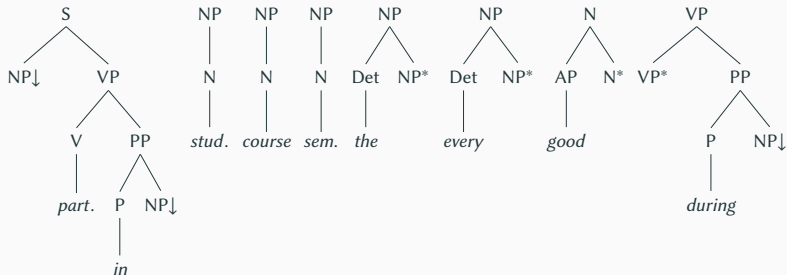 S NP NP NP NP NP N VP
NP↓ VP N N N Det NP* Det NP* AP N* VP* PP
V PP stud. course sem. the every good P NP↓
part. P NP↓ during
in